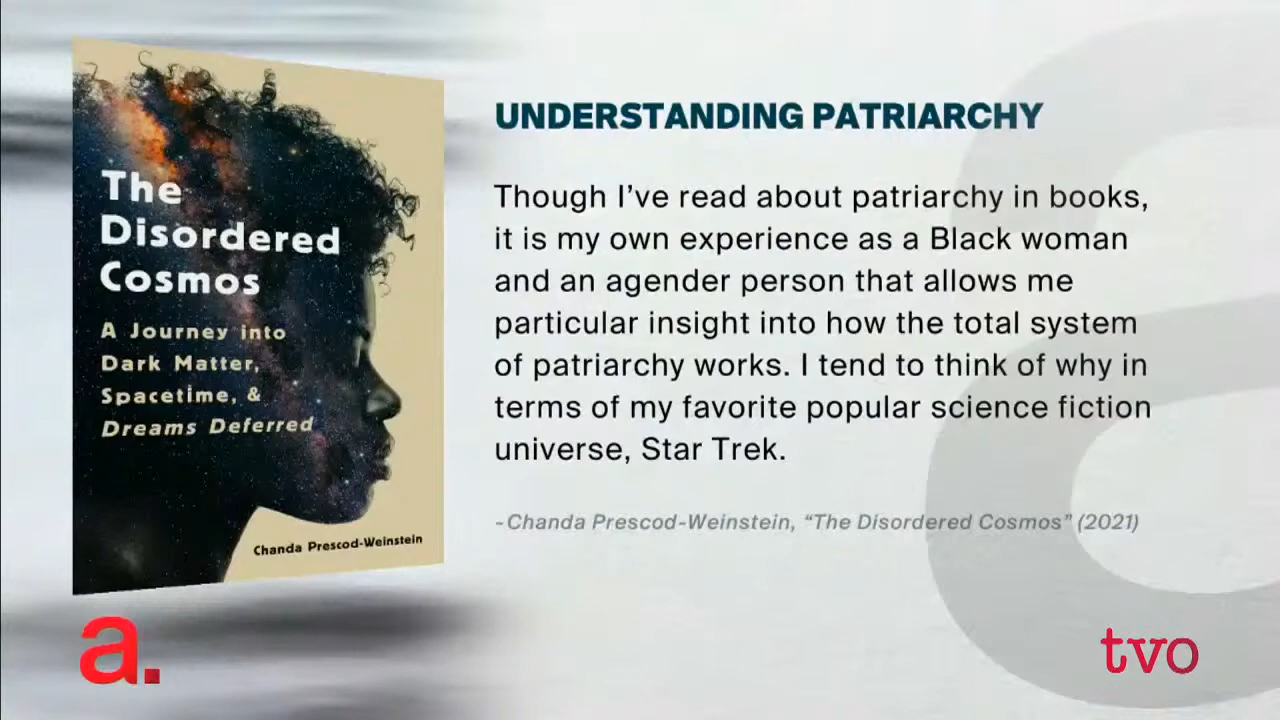 The
Disordered
Cosmos
A Journey into
Dark Matter,
Spacetime, &
Dreams Deferred
Chanda Prescod-Weinstein
UNDERSTANDING PATRIARCHY
Though I’ve read about patriarchy in books,
it is my own experience as a Black woman
and an agender person that allows me
particular insight into how the total system
of patriarchy works. I tend to think of why in
terms of my favorite popular science fiction
universe, Star Trek.
-Chanda Prescod-Weinstein, “The Disordered Cosmos” (2021)
a.
tvo